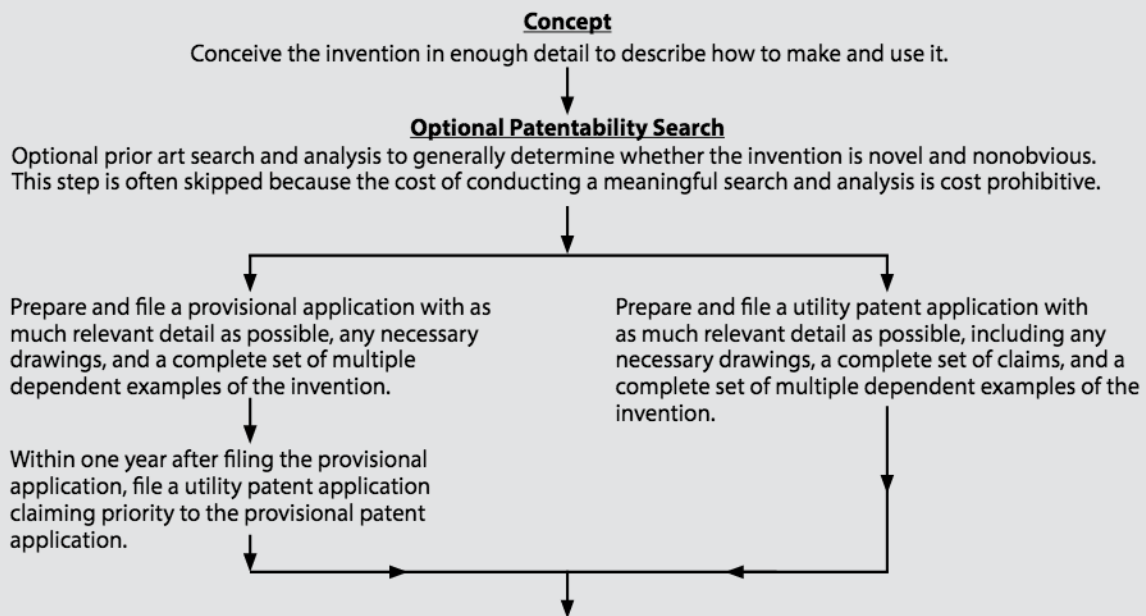 Concept
Conceive the invention in enough detail to describe how to make and use it.
Optional Patentability Search
Optional prior art search and analysis to generally determine whether the invention is novel and nonobvious.
This step is often skipped because the cost of conducting a meaningful search and analysis is cost prohibitive.
Prepare and file a provisional application with as
much relevant detail as possible, any necessary
drawings, and a complete set of multiple
dependent examples of the invention.
Within one year after filing the provisional
application, file a utility patent application
claiming priority to the provisional patent
application.
Prepare and file a utility patent application with
as much relevant detail as possible, including any
necessary drawings, a complete set of claims, and a
complete set of multiple dependent examples of the
invention.